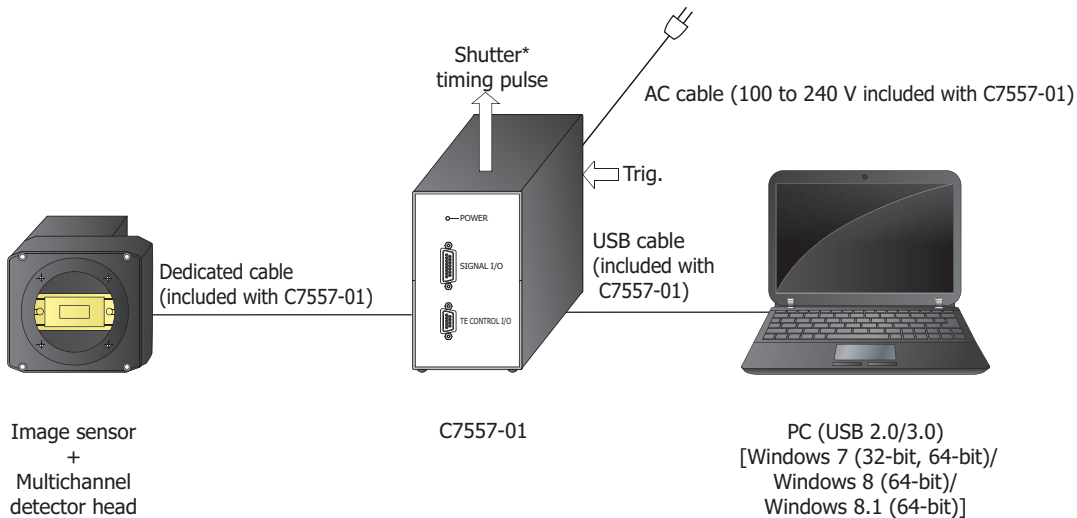 Shutter*
timing pulse
AC cable (100 to 240 V included with C7557-01)
Trig.
POWER
SIGNAL I/O
TE CONTROL I/O
Dedicated cable
(included with C7557-01)
USB cable
(included with
C7557-01)
Image sensor
+
Multichannel
detector head
C7557-01
PC (USB 2.0/3.0)
[Windows 7 (32-bit, 64-bit)/
Windows 8 (64-bit)/
Windows 8.1 (64-bit)]